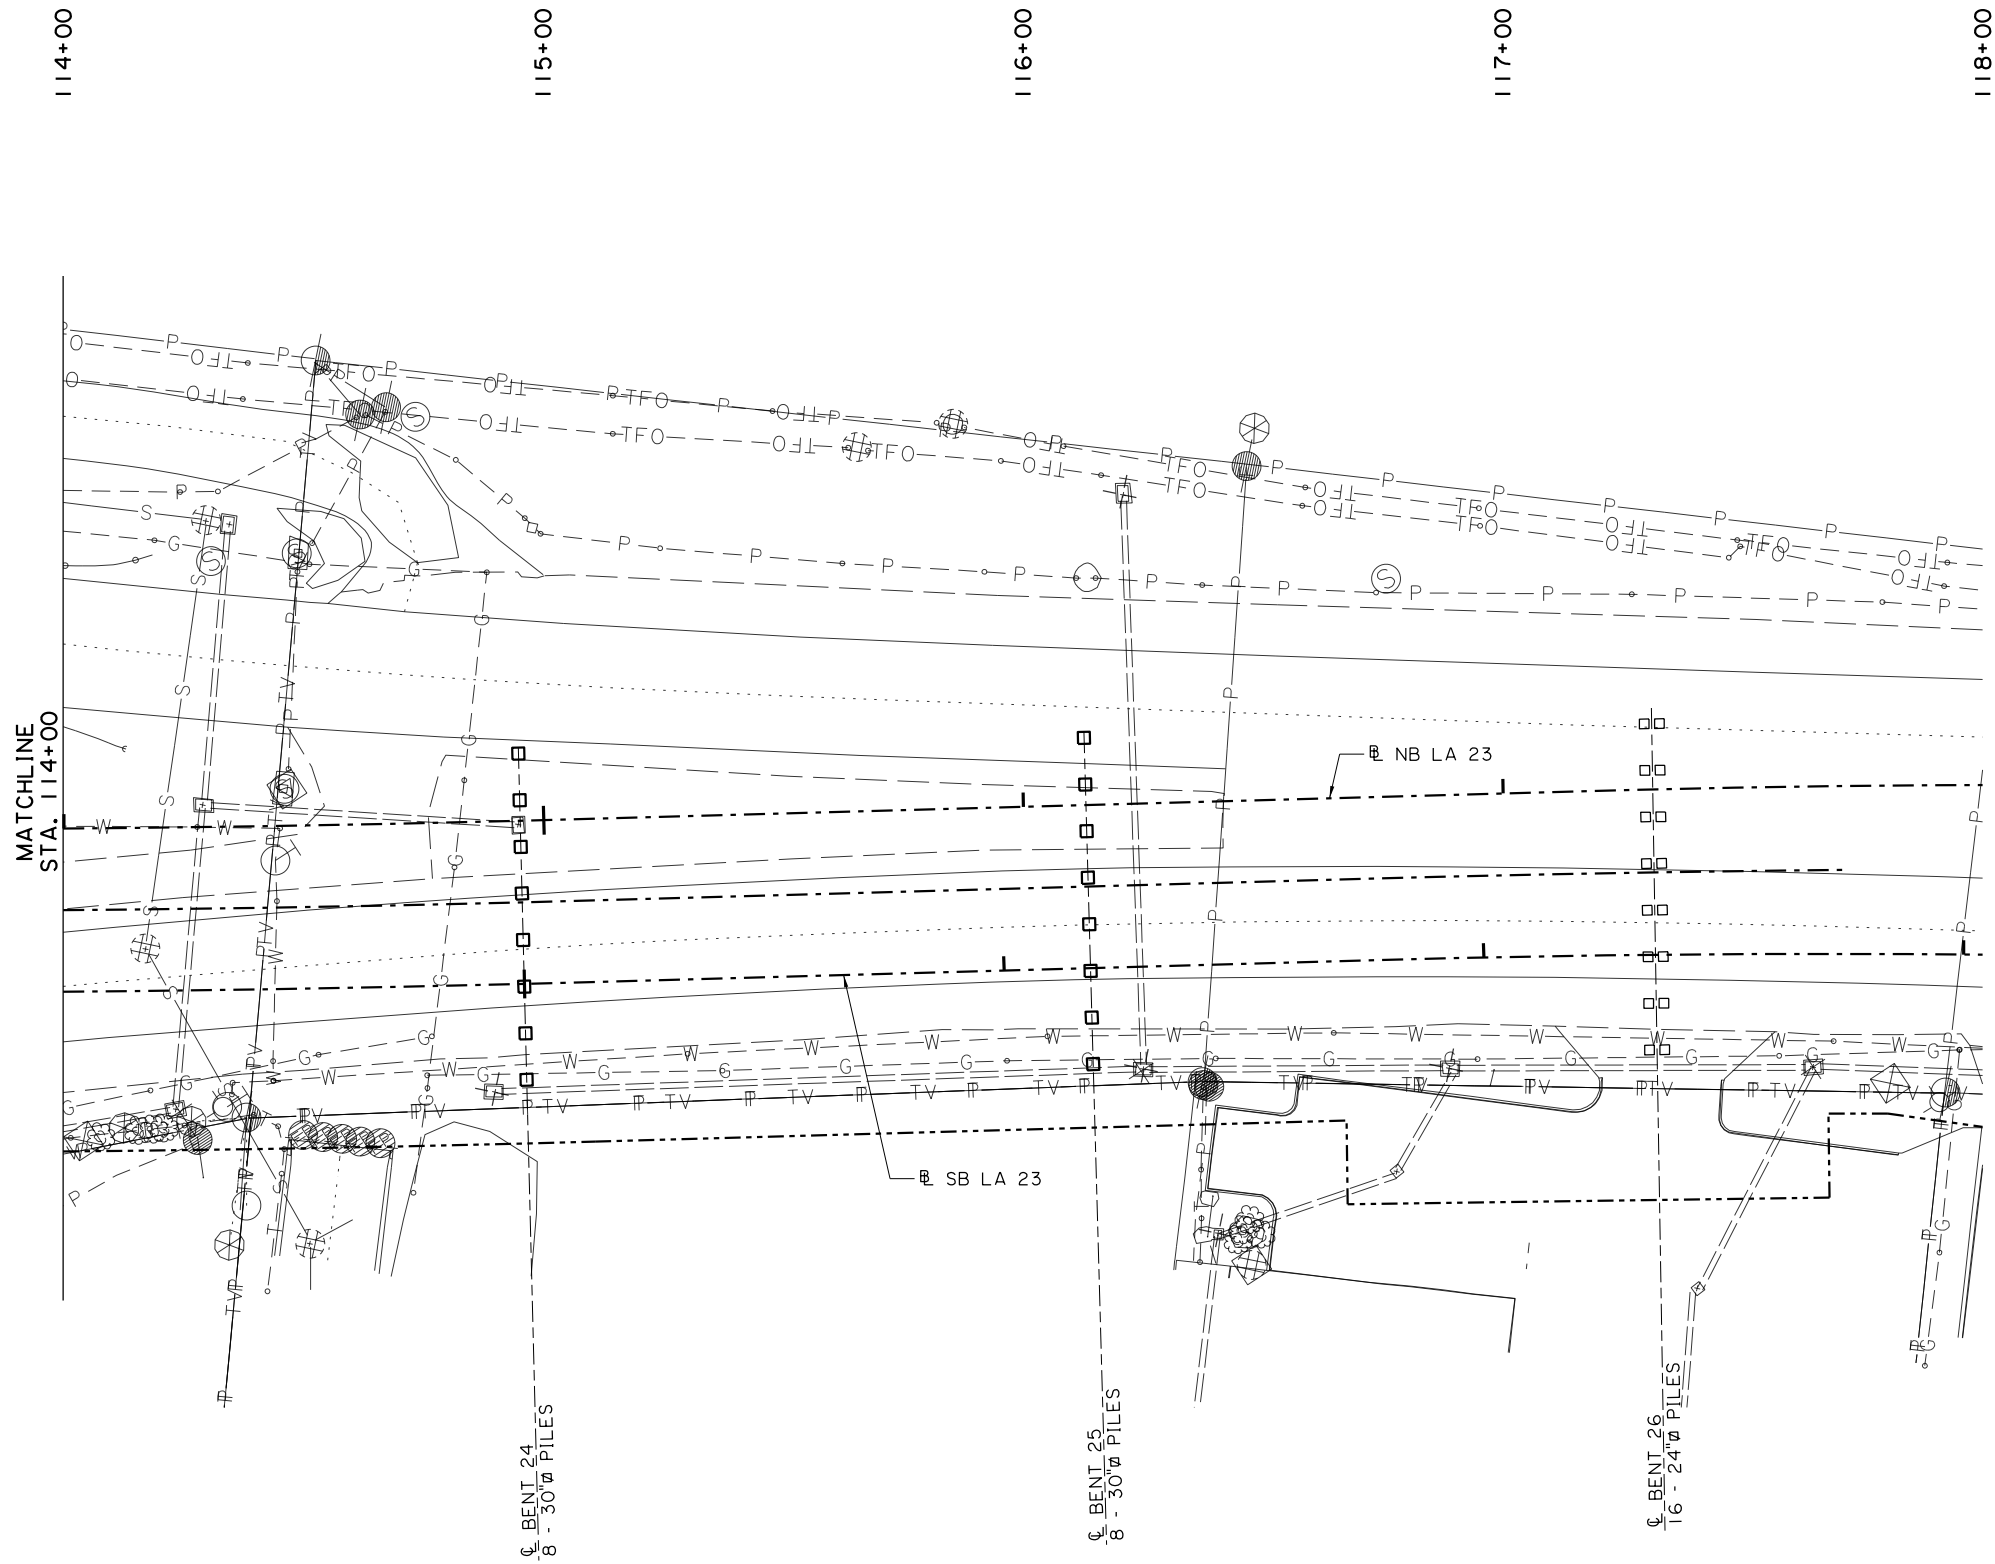 114+00
115+00
116+00
117+00
118+00
MATCHLINE
STA. 114+00
℄ NB LA 23
℄ SB LA 23
℄ BENT 24
8 - 30"⌀ PILES
℄ BENT 25
8 - 30"⌀ PILES
℄ BENT 26
16 - 24"⌀ PILES